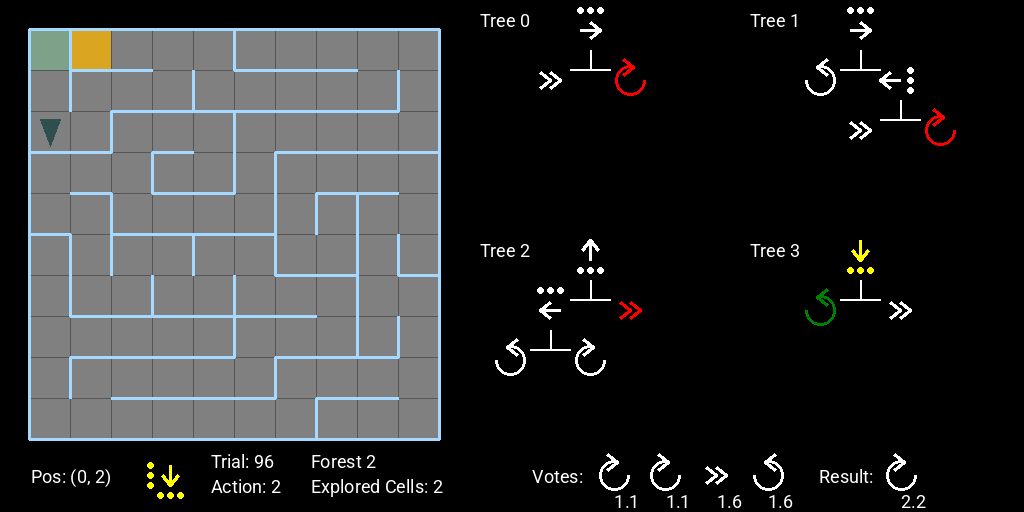 Tree 0
Tree 1
Tree 2
Tree 3
Pos: (0, 2)
Trial: 96
Action: 2
Forest 2
Explored Cells: 2
Votes:
1.1
1.1
1.6
1.6
Result:
2.2